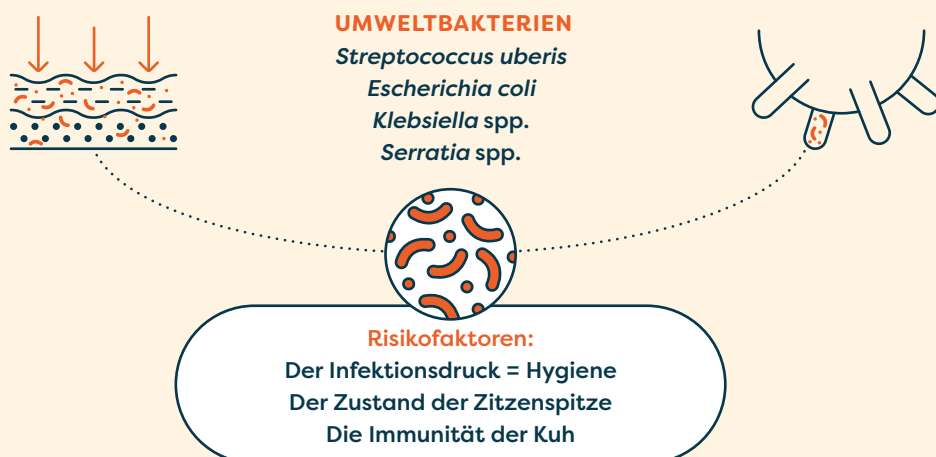 UMWELTBAKTERIEN
Streptococcus uberis
Escherichia coli
Klebsiella spp.
Serratia spp.
Risikofaktoren:
Der Infektionsdruck = Hygiene
Der Zustand der Zitzenspitze
Die Immunität der Kuh